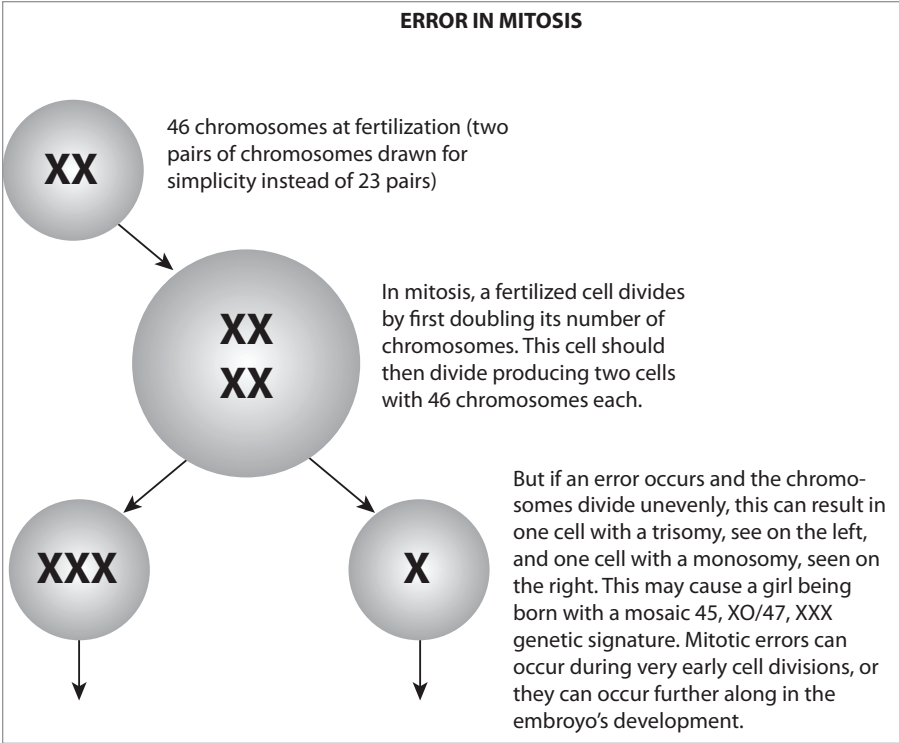 ERROR IN MITOSIS
XX
46 chromosomes at fertilization (two
pairs of chromosomes drawn for
simplicity instead of 23 pairs)
XX
XX
In mitosis, a fertilized cell divides
by first doubling its number of
chromosomes. This cell should
then divide producing two cells
with 46 chromosomes each.
XXX
X
But if an error occurs and the chromo-
somes divide unevenly, this can result in
one cell with a trisomy, see on the left,
and one cell with a monosomy, seen on
the right. This may cause a girl being
born with a mosaic 45, XO/47, XXX
genetic signature. Mitotic errors can
occur during very early cell divisions, or
they can occur further along in the
embroyo’s development.